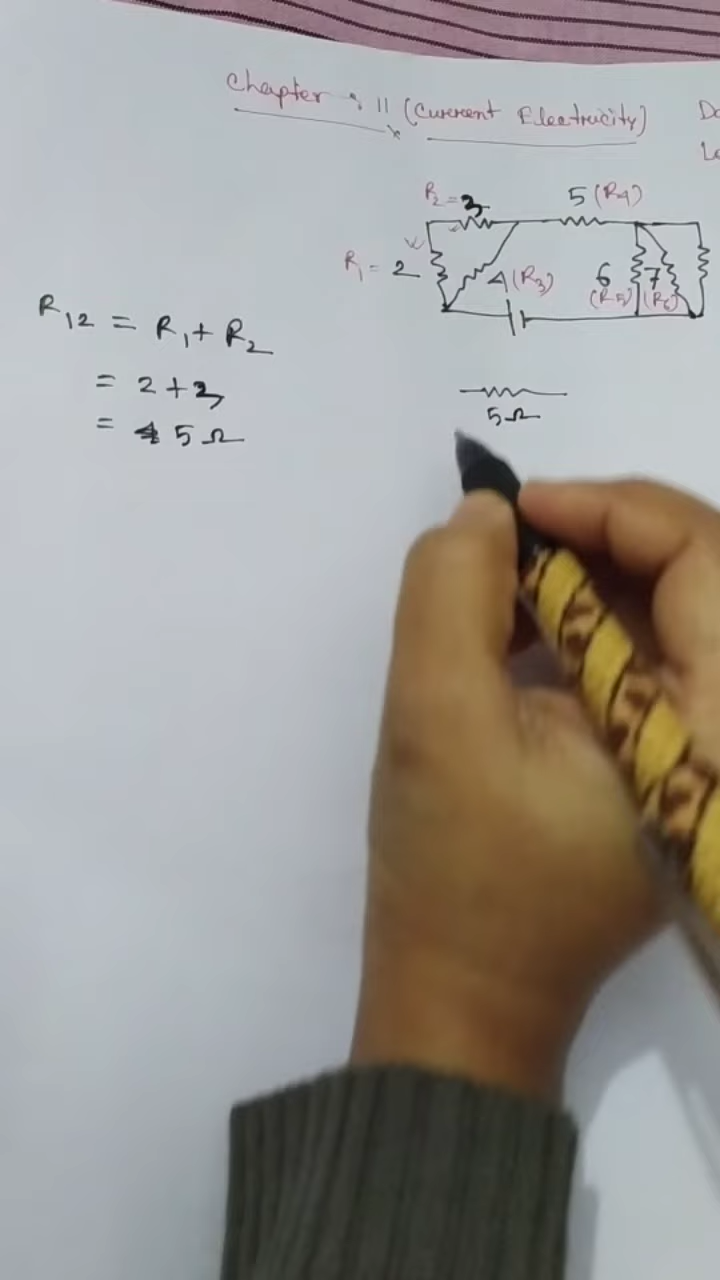 Chapter : 11 (Current Electricity)
R2 = 3
5 (R4)
R1 = 2
4 (R3)
6 (R5)
7 (R6)
R12 = R1 + R2
= 2 + 3
= 5 Ω
5Ω